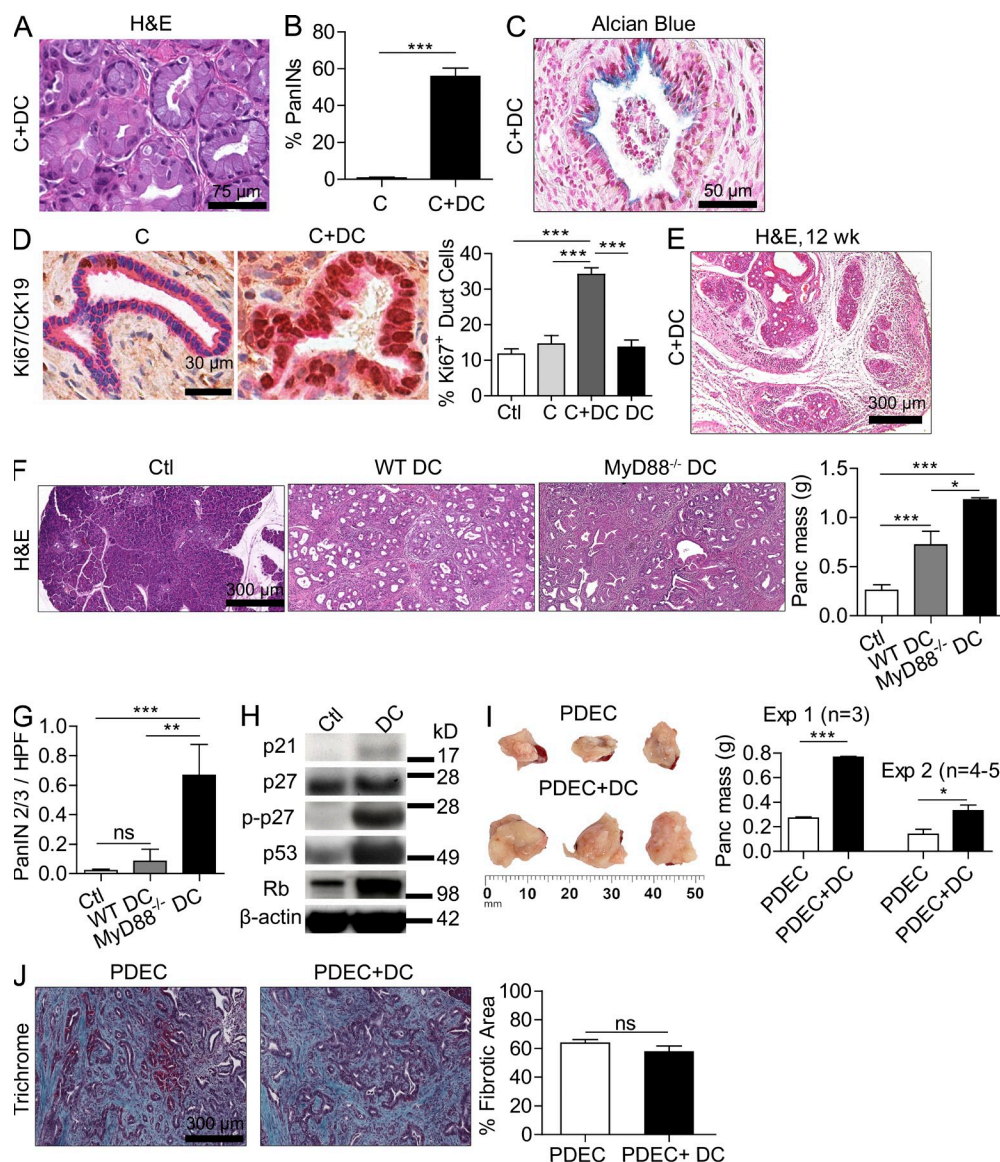 A
H&E
C+DC
75 µm
B
% PanINs
80
60
40
20
0
***
C
C+DC
C
Alcian Blue
C+DC
50 µm
D
C
C+DC
Ki67/CK19
30 µm
% Ki67+ Duct Cells
40
30
20
10
0
***
***
***
Ctl
C
C+DC
DC
E
H&E, 12 wk
C+DC
300 µm
F
Ctl
WT DC
MyD88-/- DC
H&E
300 µm
Panc mass (g)
1.5
1.0
0.5
0.0
***
*
***
Ctl
WT DC
MyD88-/- DC
G
PanIN 2/3 / HPF
1.0
0.8
0.6
0.4
0.2
0.0
***
**
ns
Ctl
WT DC
MyD88-/- DC
H
Ctl
DC
kD
p21
17
p27
28
p-p27
28
p53
49
Rb
98
β-actin
42
I
PDEC
PDEC+DC
0 10 20 30 40 50
mm
Exp 1 (n=3)
Exp 2 (n=4-5
Panc mass (g)
0.8
0.6
0.4
0.2
0.0
***
*
PDEC
PDEC+DC
PDEC
PDEC+DC
J
PDEC
PDEC+DC
Trichrome
300 µm
% Fibrotic Area
100
80
60
40
20
0
ns
PDEC
PDEC+ DC